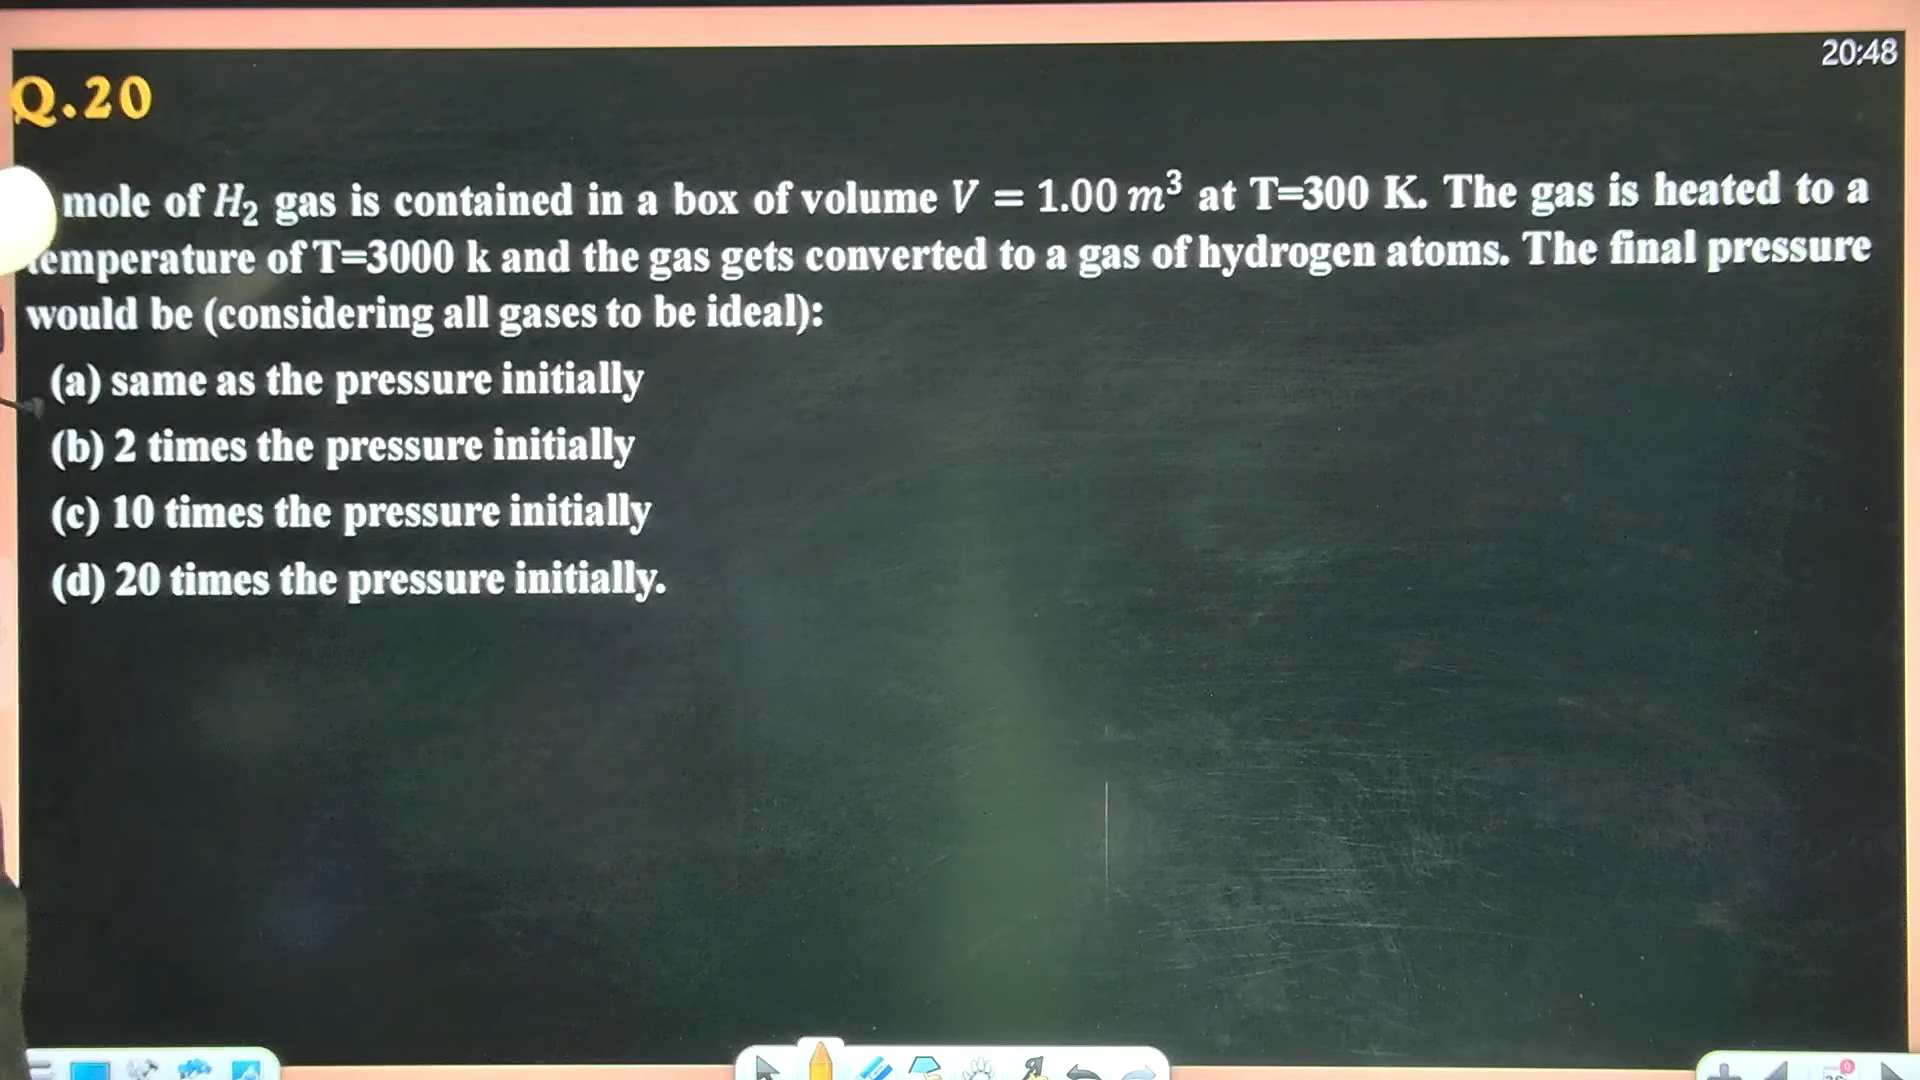 20:48
Q.20
mole of H₂ gas is contained in a box of volume V = 1.00 m³ at T=300 K. The gas is heated to a
temperature of T=3000 k and the gas gets converted to a gas of hydrogen atoms. The final pressure
would be (considering all gases to be ideal):
(a) same as the pressure initially
(b) 2 times the pressure initially
(c) 10 times the pressure initially
(d) 20 times the pressure initially.